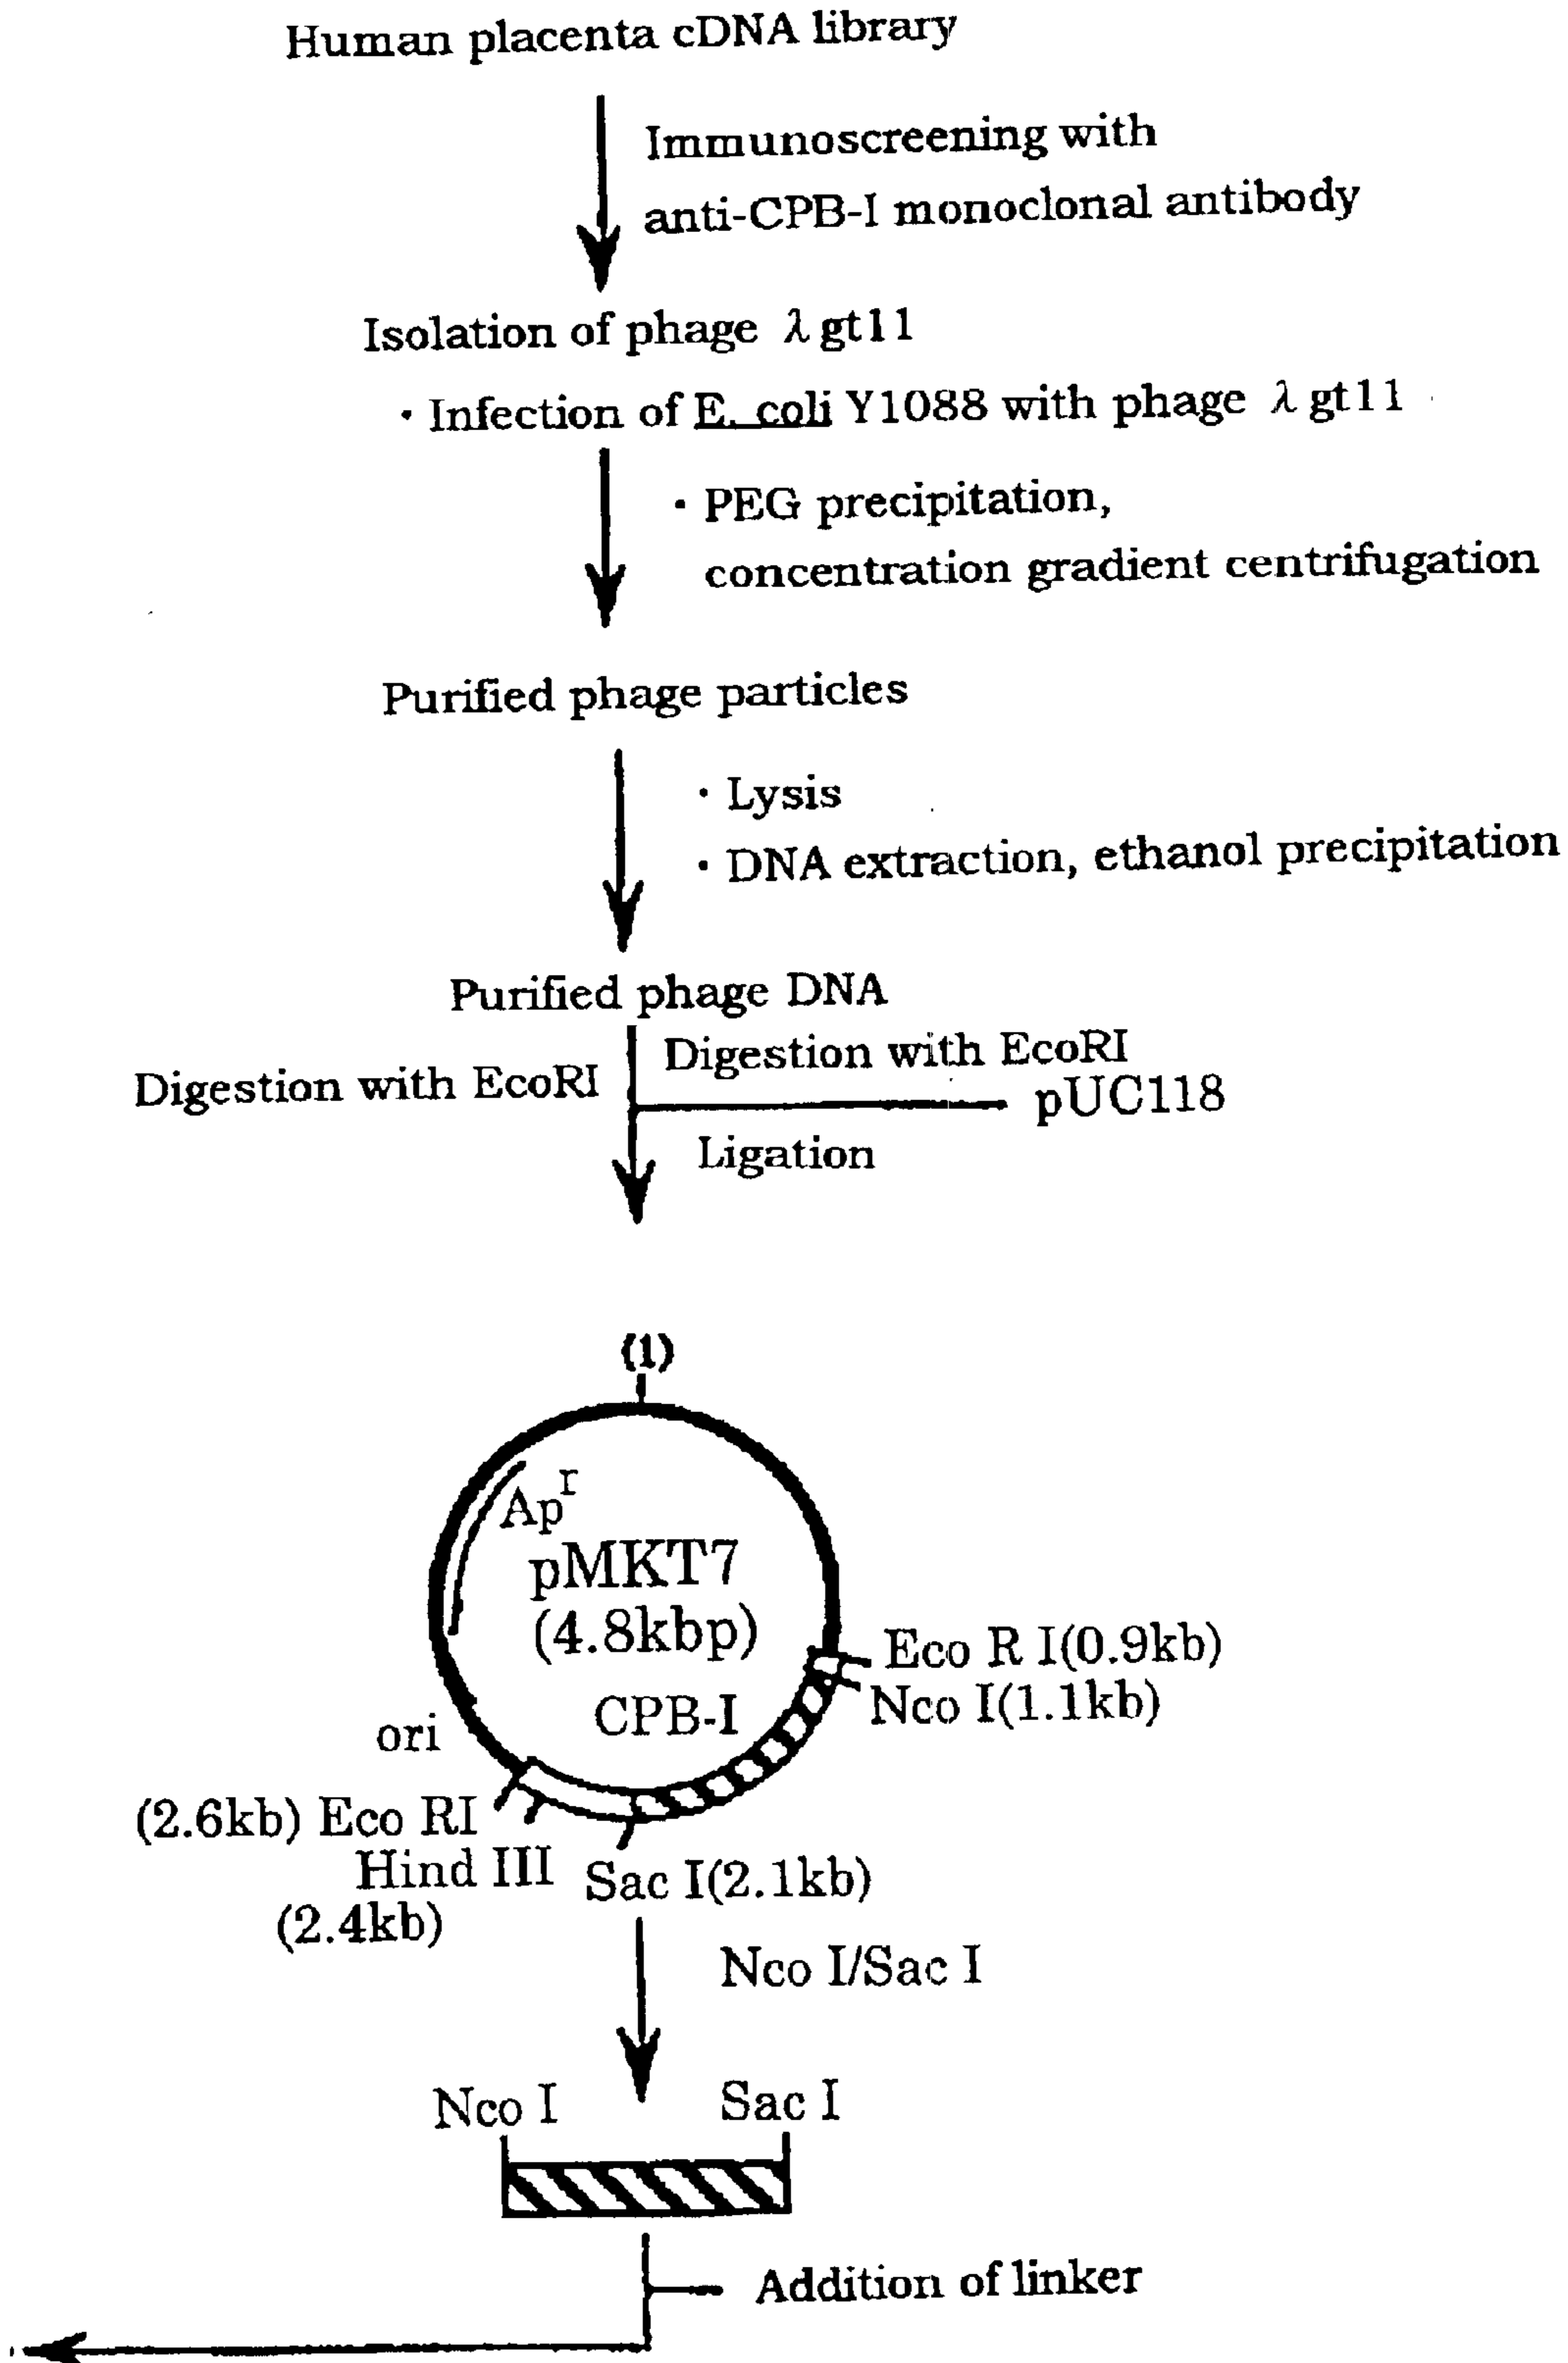 Human placenta cDNA library
Immunoscreening with
anti-CPB-I monoclonal antibody
Isolation of phage λ gt11
· Infection of E. coli Y1088 with phage λ gt11
· PEG precipitation,
concentration gradient centrifugation
Purified phage particles
· Lysis
· DNA extraction, ethanol precipitation
Purified phage DNA
Digestion with EcoRI
Digestion with EcoRI
pUC118
Ligation
(1)
Ap^r
pMKT7
(4.8kbp)
Eco R I(0.9kb)
Nco I(1.1kb)
CPB-I
ori
(2.6kb) Eco RI
Hind III
(2.4kb)
Sac I(2.1kb)
Nco I/Sac I
Nco I
Sac I
Addition of linker